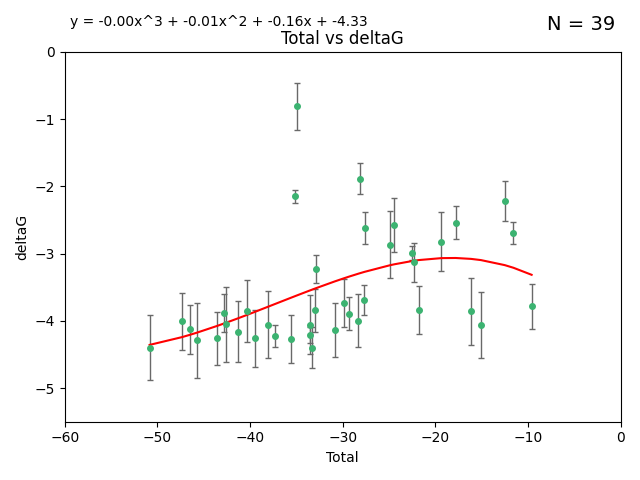 y = -0.00x^3 + -0.01x^2 + -0.16x + -4.33
N = 39
Total vs deltaG
0
−1
−2
−3
−4
−5
deltaG
−60 −50 −40 −30 −20 −10 0
Total